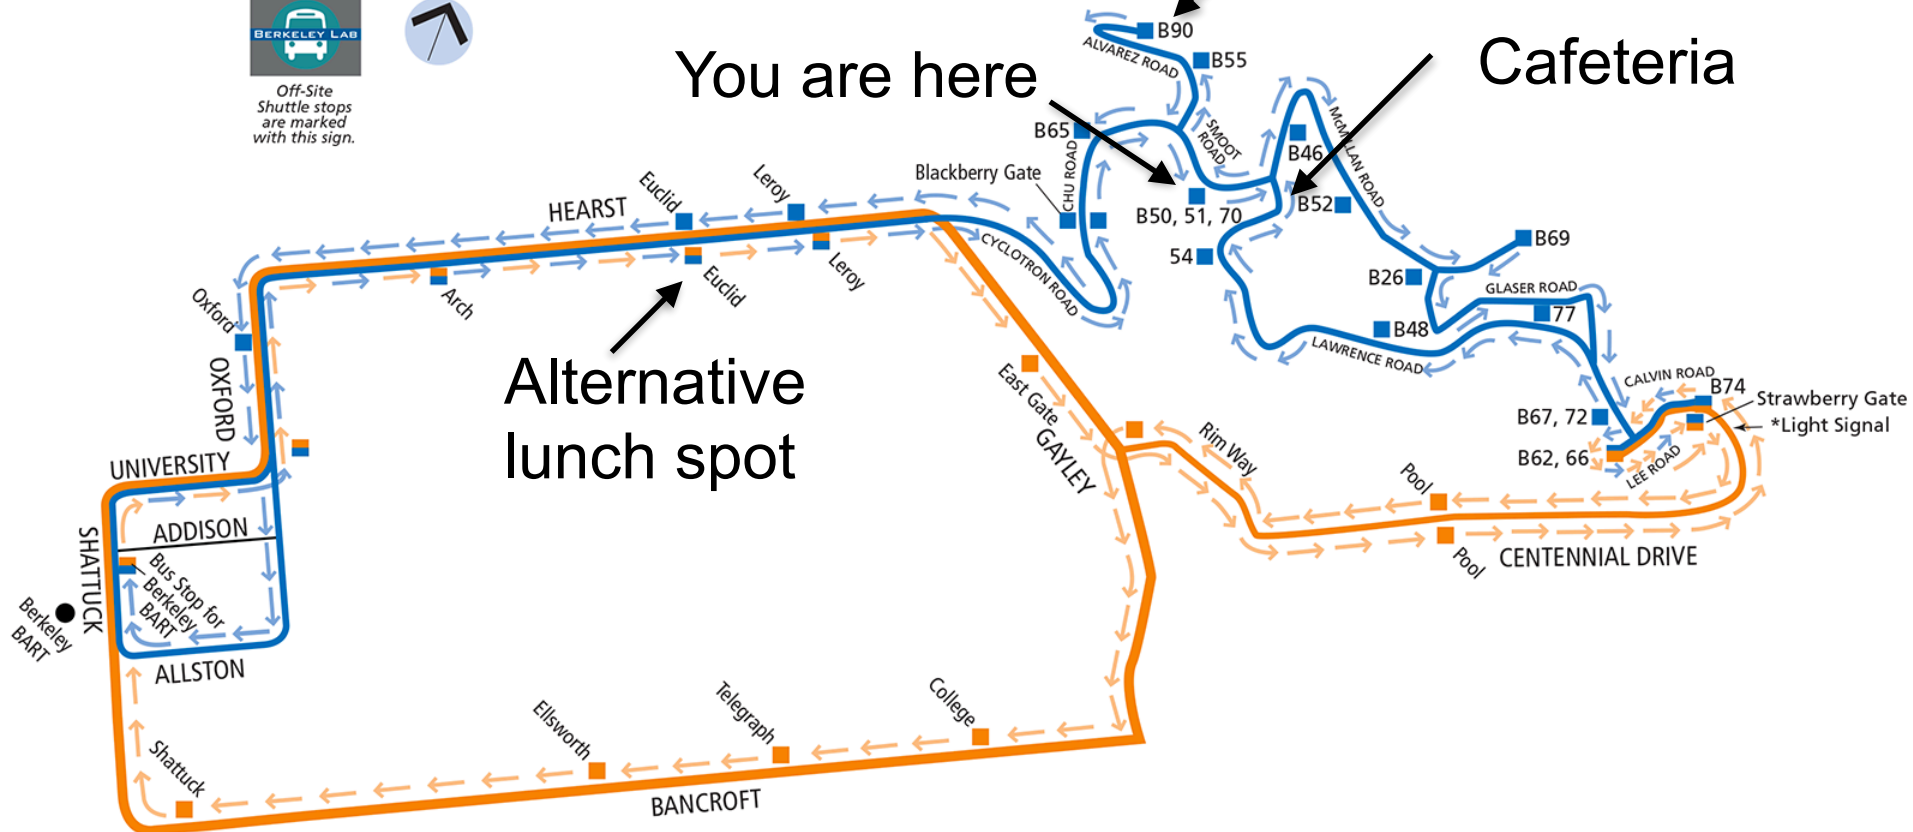 BERKELEY LAB
Off-Site
Shuttle stops
are marked
with this sign.
You are here
Cafeteria
B90
ALVAREZ ROAD
B55
B65
CHU ROAD
SMOOT
ROAD
McMILLAN ROAD
B46
Blackberry Gate
B50, 51, 70
B52
54
B69
B26
GLASER ROAD
77
B48
LAWRENCE ROAD
CALVIN ROAD
B74
Strawberry Gate
*Light Signal
B67, 72
B62, 66
LEE ROAD
HEARST
Euclid
Leroy
CYCLOTRON ROAD
Oxford
Arch
Euclid
Leroy
Alternative
lunch spot
OXFORD
East Gate
GAYLEY
Rim Way
Pool
Pool
CENTENNIAL DRIVE
UNIVERSITY
ADDISON
SHATTUCK
Bus Stop for
Berkeley
BART
Berkeley
BART
ALLSTON
Shattuck
Ellsworth
Telegraph
College
BANCROFT